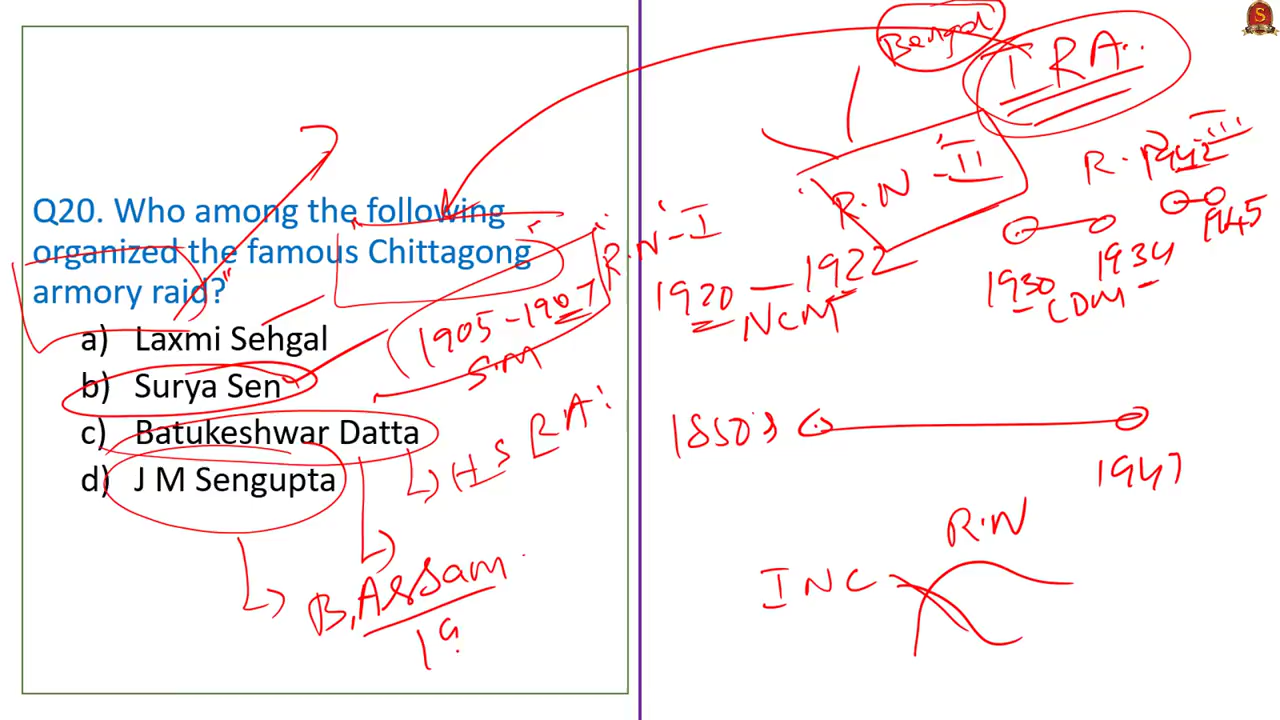 Q20. Who among the following
organized the famous Chittagong
armory raid?
a) Laxmi Sehgal
b) Surya Sen
c) Batukeshwar Datta
d) J M Sengupta
1905-1907
SM
HSRA
B, Assam
19
Bengal
IRA..
R.N-II
R.N-I
1942
1945
1920 - 1922
NCM
1930
1934
CDM
1850's
1947
R.N
INC
S